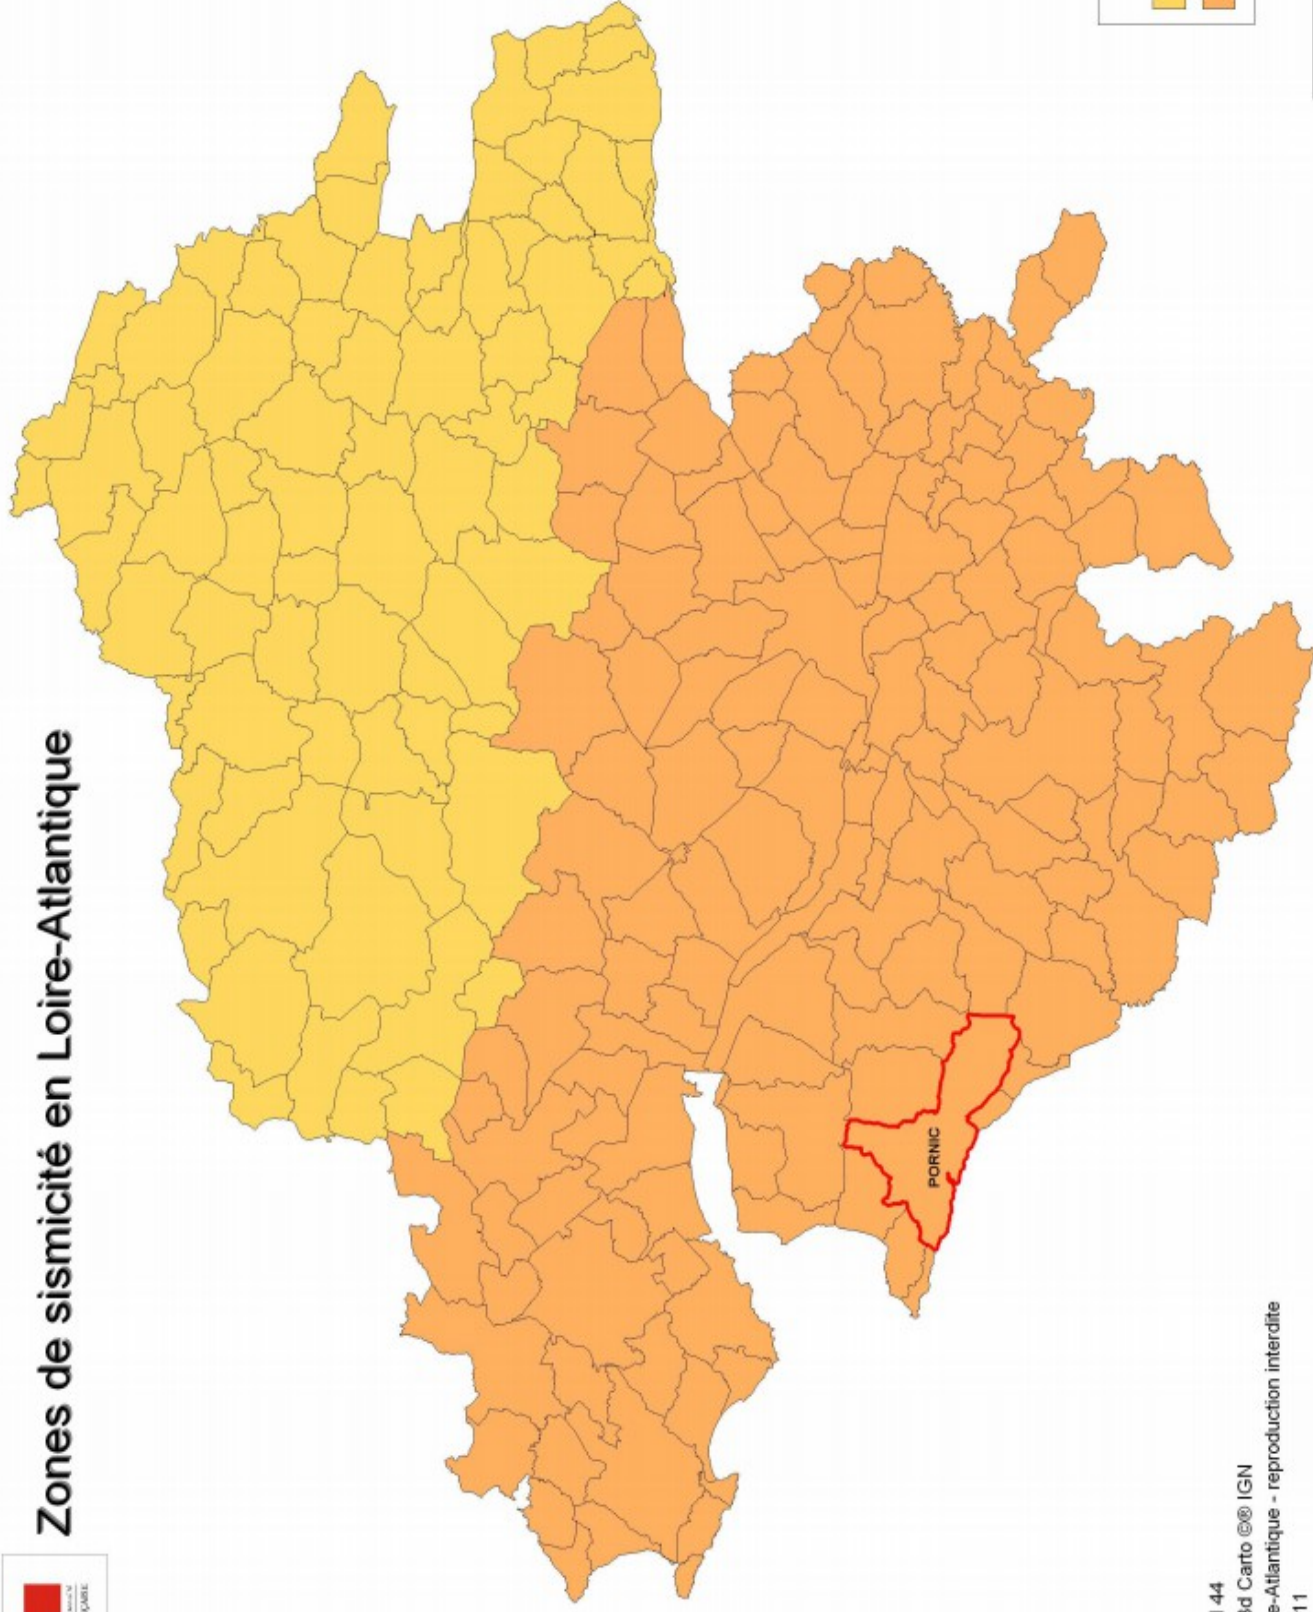 Zones de sismicité en Loire-Atlantique
PORNIC
44
d Carto ©® IGN
e-Atlantique - reproduction interdite
11